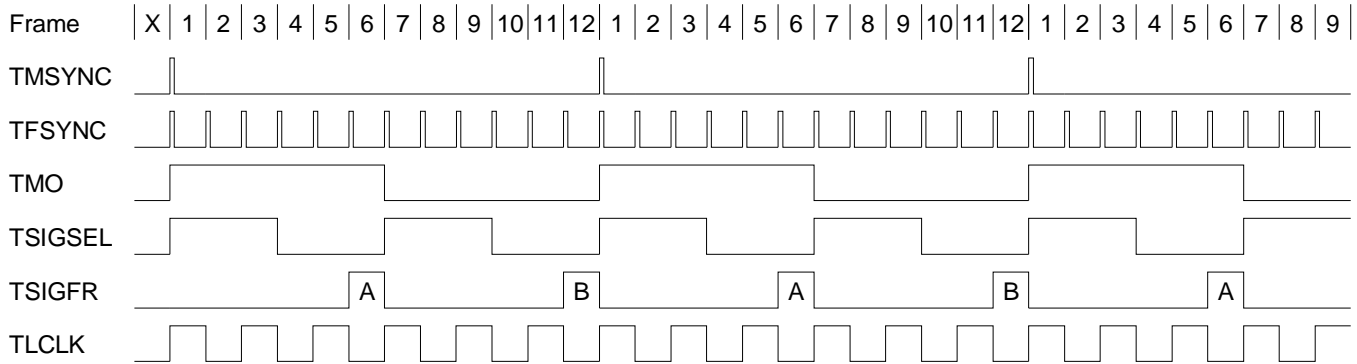 Frame X 1 2 3 4 5 6 7 8 9 10 11 12 1 2 3 4 5 6 7 8 9 10 11 12 1 2 3 4 5 6 7 8 9
TMSYNC
TFSYNC
TMO
TSIGSEL
TSIGFR A B A B A
TLCLK